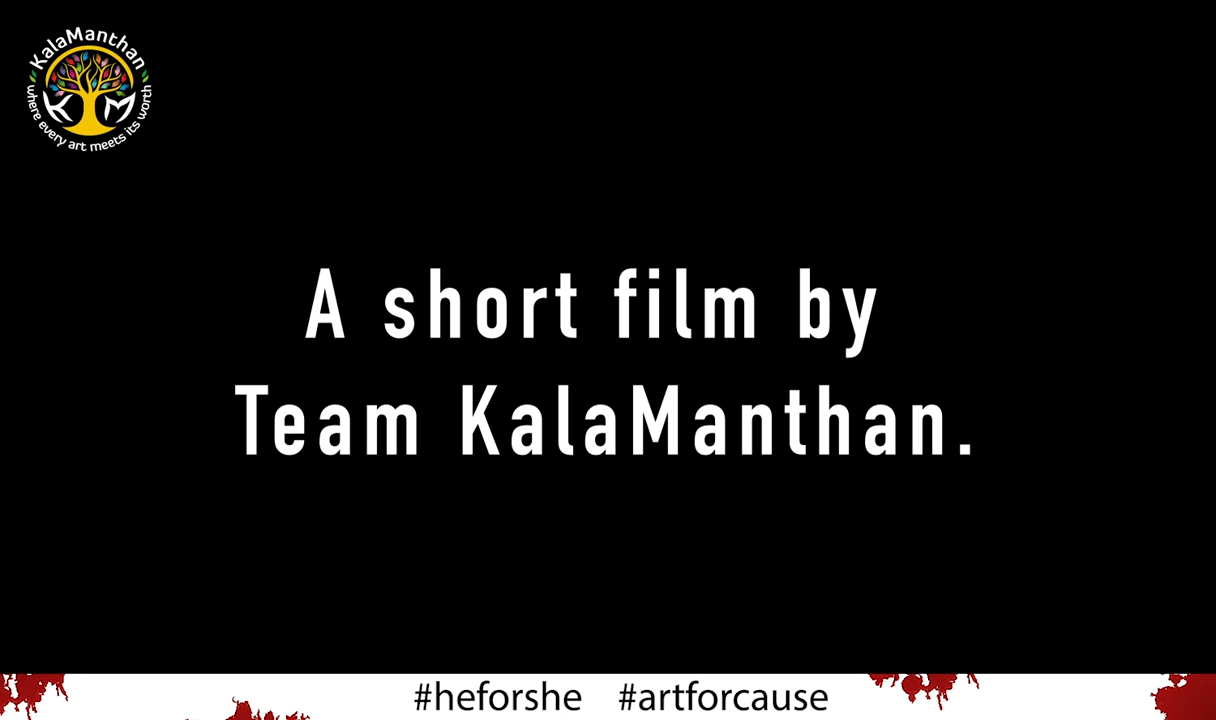 KalaManthan
K M
where every art meets its worth
A short film by
Team KalaManthan.
#heforshe #artforcause